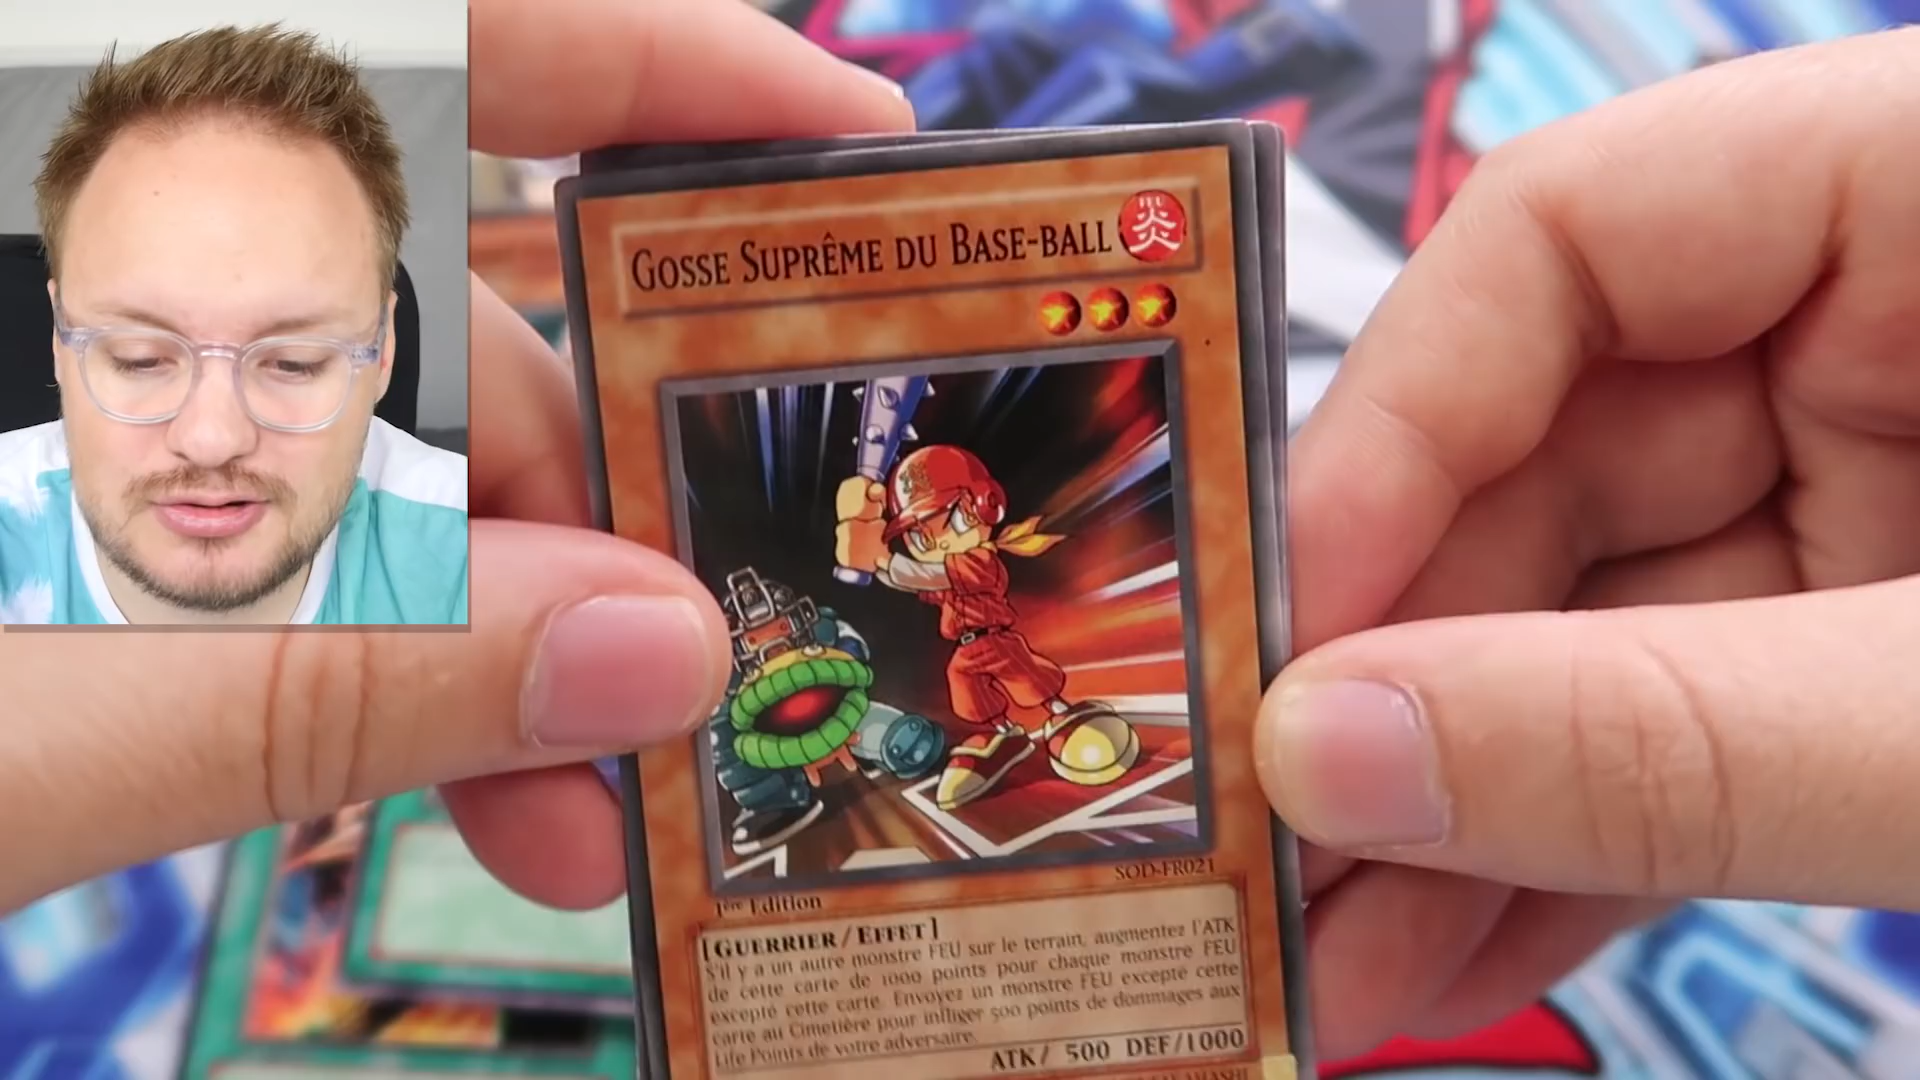 GOSSE SUPRÊME DU BASE-BALL
FEU
炎
SOD-FR021
1ère Edition
[GUERRIER/EFFET]
S'il y a un autre monstre FEU sur le terrain, augmentez l'ATK
de cette carte de 1000 points pour chaque monstre FEU
excepté cette carte. Envoyez un monstre FEU excepté cette
carte au Cimetière pour infliger 500 points de dommages aux
Life Points de votre adversaire.
ATK/ 500 DEF/1000